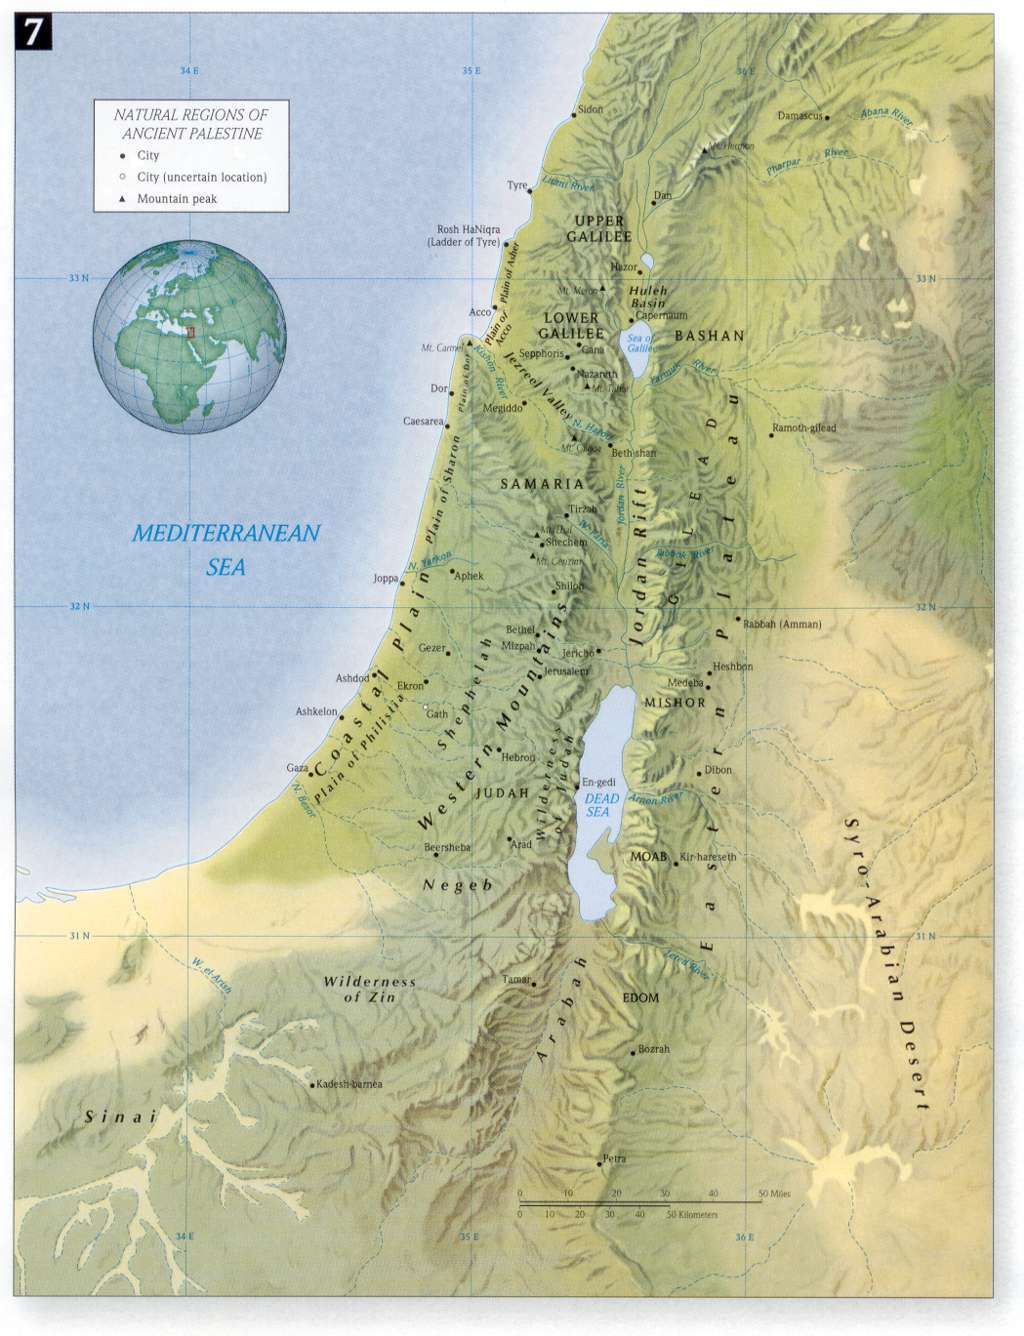 7
34 E
35 E
36 E
NATURAL REGIONS OF
ANCIENT PALESTINE
City
City (uncertain location)
Mountain peak
Sidon
Damascus
Abana River
Mt. Hermon
Pharpar River
Tyre
Litani River
Dan
UPPER
GALILEE
Rosh HaNiqra
(Ladder of Tyre)
Plain of Asher
33 N
Hazor
33 N
Mt. Meron
Huleh
Basin
Acco
Plain of
Acco
LOWER
GALILEE
Capernaum
Sea of
Galilee
BASHAN
Mt. Carmel
Kishon River
Sepphoris
Cana
Nazareth
Mt. Tabor
Yarmuk River
Jezreel Valley
Plain of Dor
Dor
Megiddo
Caesarea
N. Harod
Ramoth-gilead
Beth-shan
Plain of Sharon
SAMARIA
Jordan River
Jordan Rift
GILEAD
Eastern Plateau
MEDITERRANEAN
SEA
Tirzah
W. Faria
Mt. Ebal
Shechem
Mt. Gerizim
Jabbok River
N. Yarkon
Joppa
Aphek
Shiloh
32 N
32 N
Coastal Plain
Bethel
Mizpah
Jericho
Rabbah (Amman)
Gezer
Shephelah
Western Mountains
Jerusalem
Heshbon
Medeba
Ashdod
Ekron
MISHOR
Ashkelon
Gath
Plain of Philistia
Hebron
Wilderness
of Judah
Gaza
Dibon
En-gedi
N. Besor
JUDAH
DEAD
SEA
Arnon River
Syro-Arabian Desert
Arad
Beersheba
MOAB
Kir-hareseth
Negeb
31 N
31 N
W. el-Arish
Wilderness
of Zin
Tamar
Zered River
Arabah
EDOM
Bozrah
Kadesh-barnea
Sinai
Petra
0 10 20 30 40 50 Miles
0 10 20 30 40 50 Kilometers
34 E
35 E
36 E